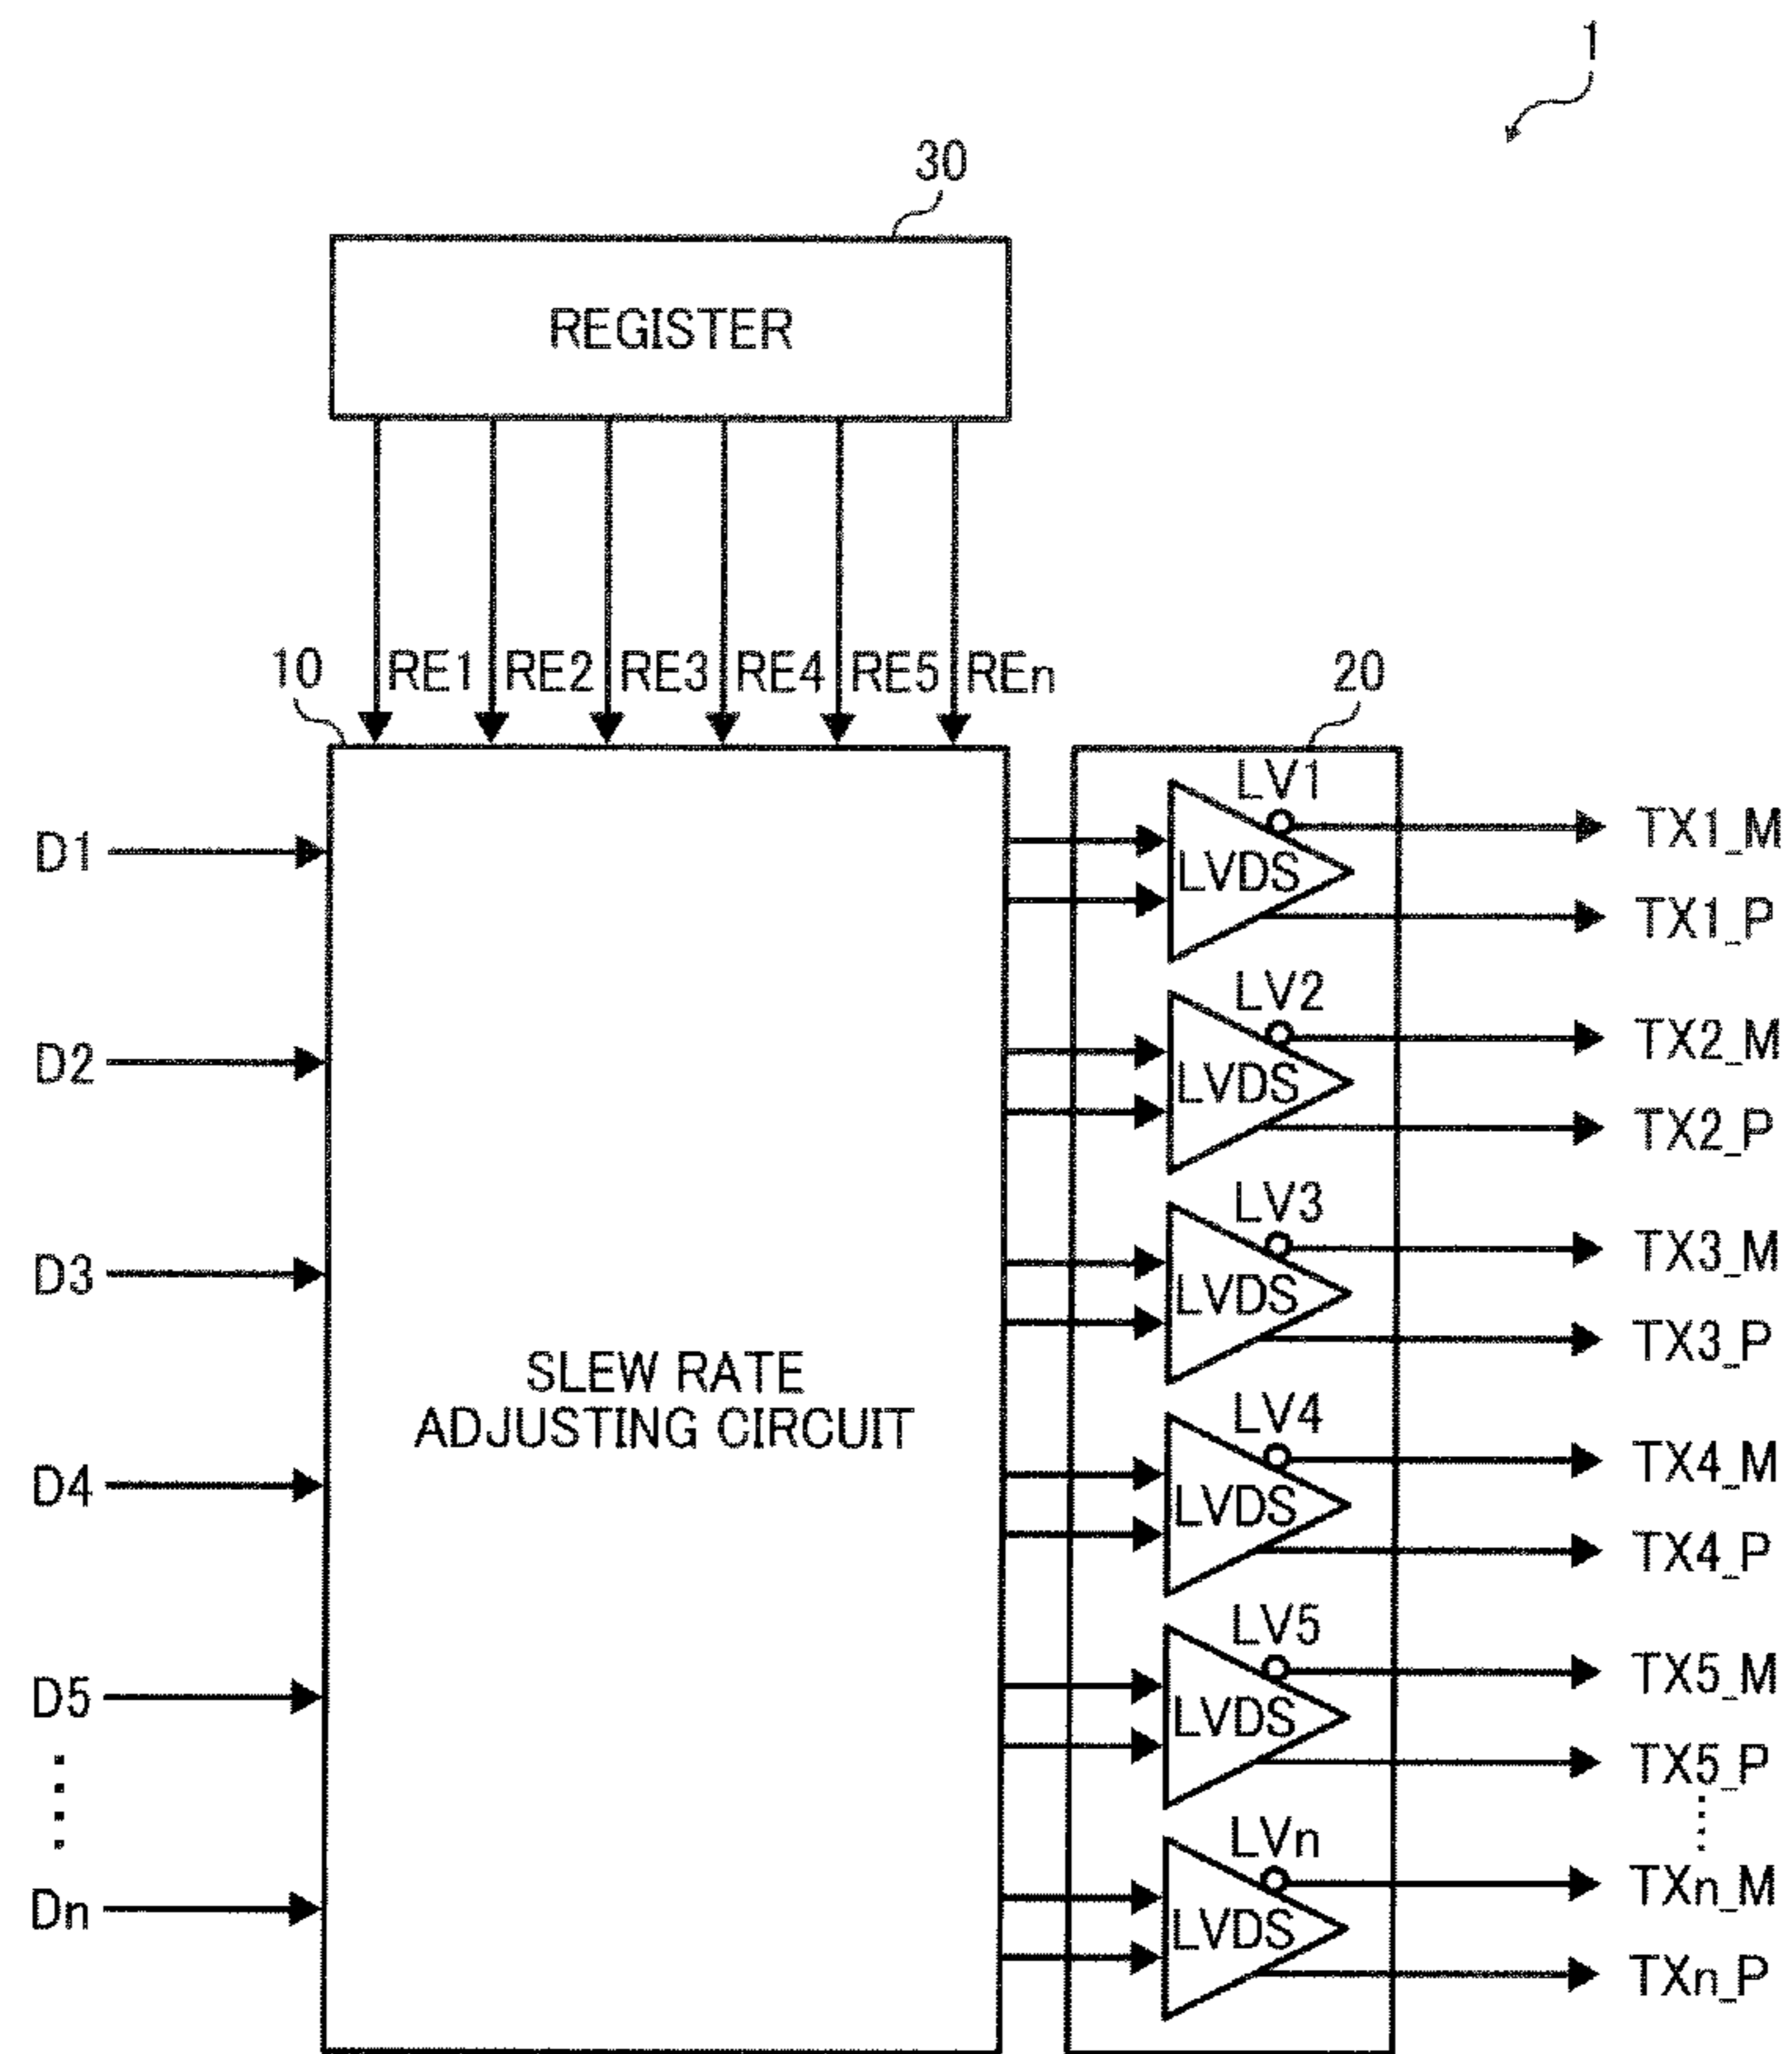 1
30
REGISTER
10
RE1 RE2 RE3 RE4 RE5 REn
20
D1
LV1
LVDS
TX1_M
TX1_P
D2
LV2
LVDS
TX2_M
TX2_P
D3
LV3
LVDS
TX3_M
TX3_P
SLEW RATE
ADJUSTING CIRCUIT
D4
LV4
LVDS
TX4_M
TX4_P
D5
LV5
LVDS
TX5_M
TX5_P
Dn
LVn
LVDS
TXn_M
TXn_P